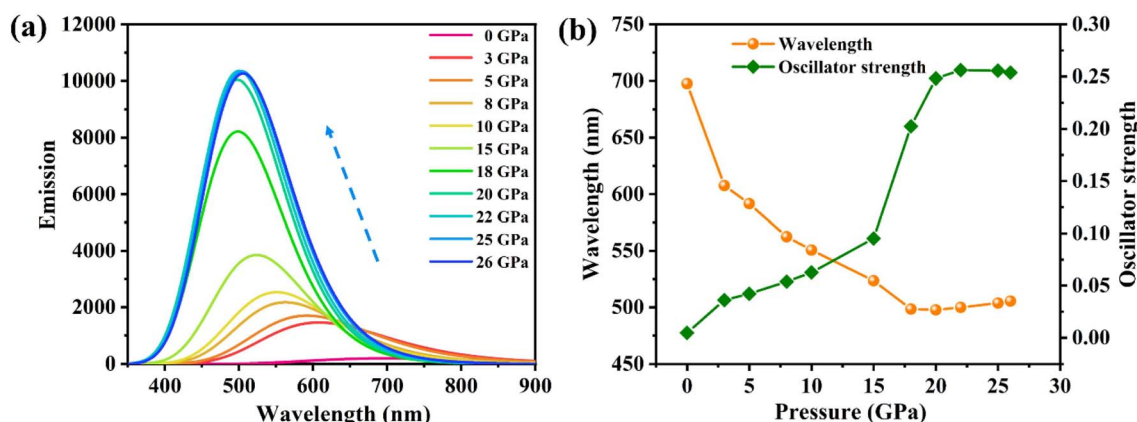 (a)
12000
10000
8000
6000
4000
2000
0
Emission
400
500
600
700
800
900
Wavelength (nm)
0 GPa
3 GPa
5 GPa
8 GPa
10 GPa
15 GPa
18 GPa
20 GPa
22 GPa
25 GPa
26 GPa
(b)
750
700
650
600
550
500
450
Wavelength (nm)
Wavelength
Oscillator strength
0
5
10
15
20
25
30
Pressure (GPa)
0.30
0.25
0.20
0.15
0.10
0.05
0.00
Oscillator strength